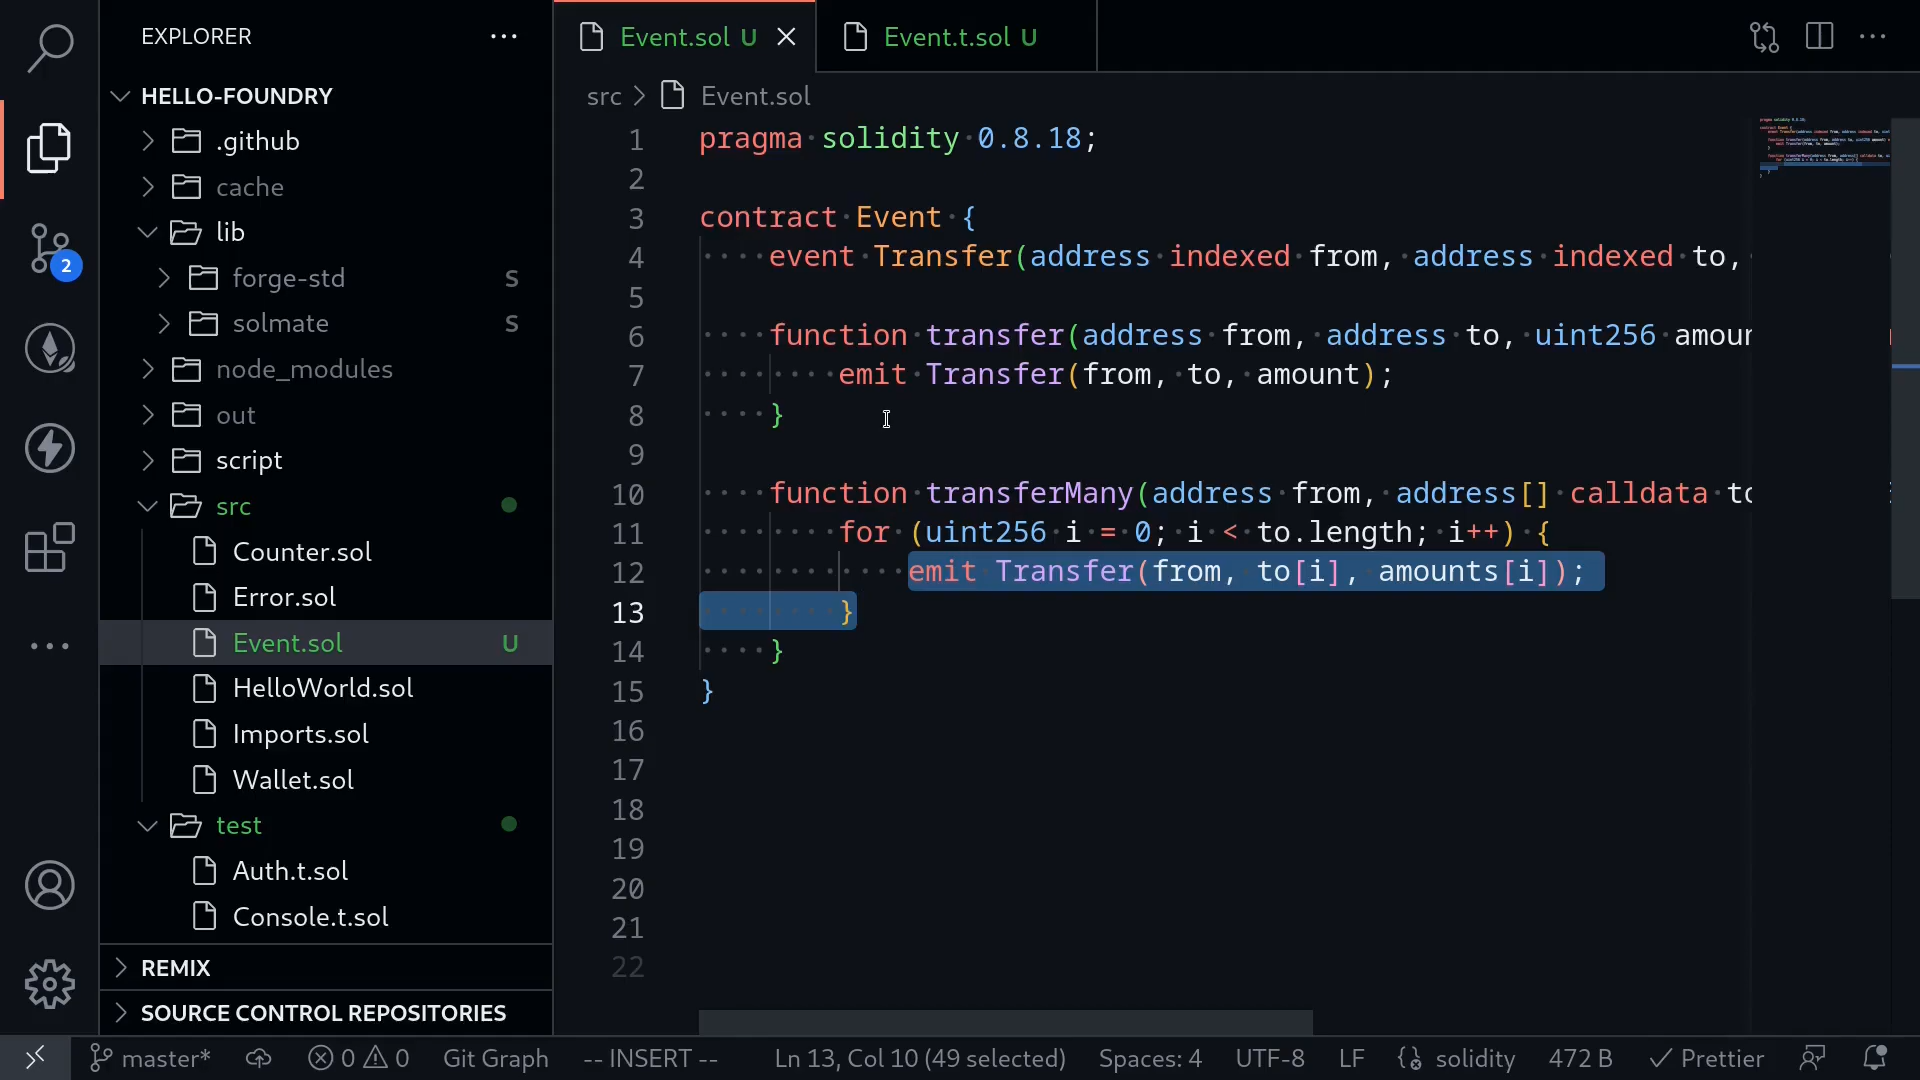 EXPLORER
HELLO-FOUNDRY
.github
cache
lib
forge-std S
solmate S
node_modules
out
script
src
Counter.sol
Error.sol
Event.sol U
HelloWorld.sol
Imports.sol
Wallet.sol
test
Auth.t.sol
Console.t.sol
REMIX
SOURCE CONTROL REPOSITORIES
2
Event.sol U
Event.t.sol U
src > Event.sol
1 pragma solidity 0.8.18;
2
3 contract Event {
4 event Transfer(address indexed from, address indexed to,
5
6 function transfer(address from, address to, uint256 amoun
7 emit Transfer(from, to, amount);
8 }
9
10 function transferMany(address from, address[] calldata to
11 for (uint256 i = 0; i < to.length; i++) {
12 emit Transfer(from, to[i], amounts[i]);
13 }
14 }
15 }
16
17
18
19
20
21
22
master* 0 0 Git Graph -- INSERT -- Ln 13, Col 10 (49 selected) Spaces: 4 UTF-8 LF solidity 472 B Prettier